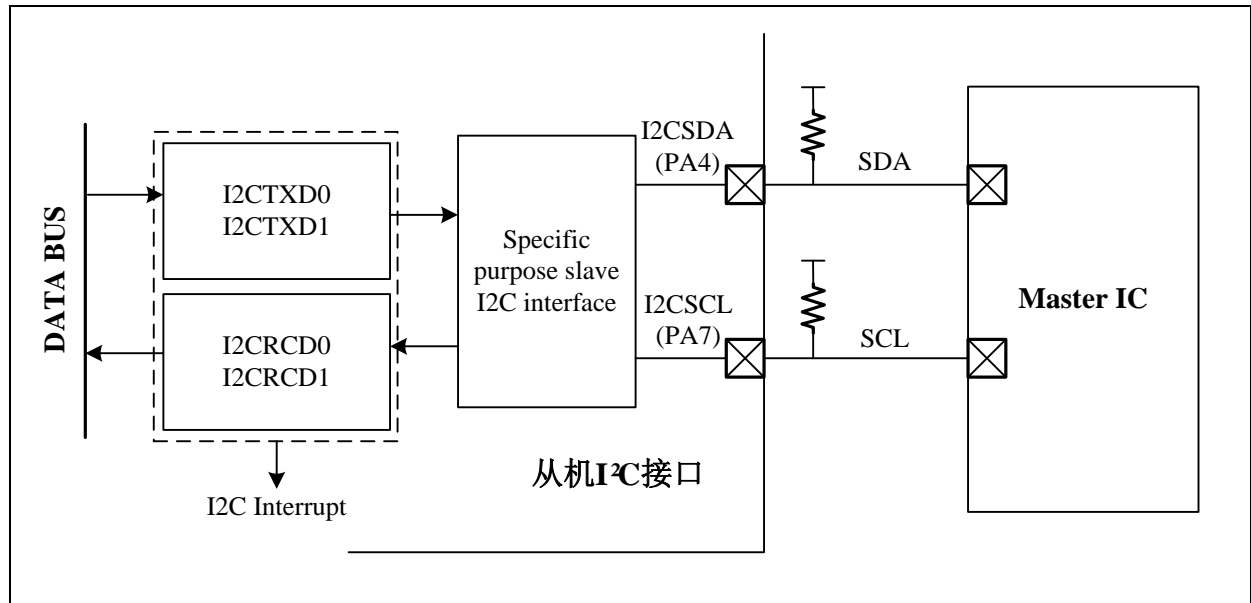 DATA BUS
I2CTXD0
I2CTXD1
I2CRCD0
I2CRCD1
I2C Interrupt
Specific
purpose slave
I2C interface
I2CSDA
(PA4)
I2CSCL
(PA7)
从机I²C接口
SDA
SCL
Master IC